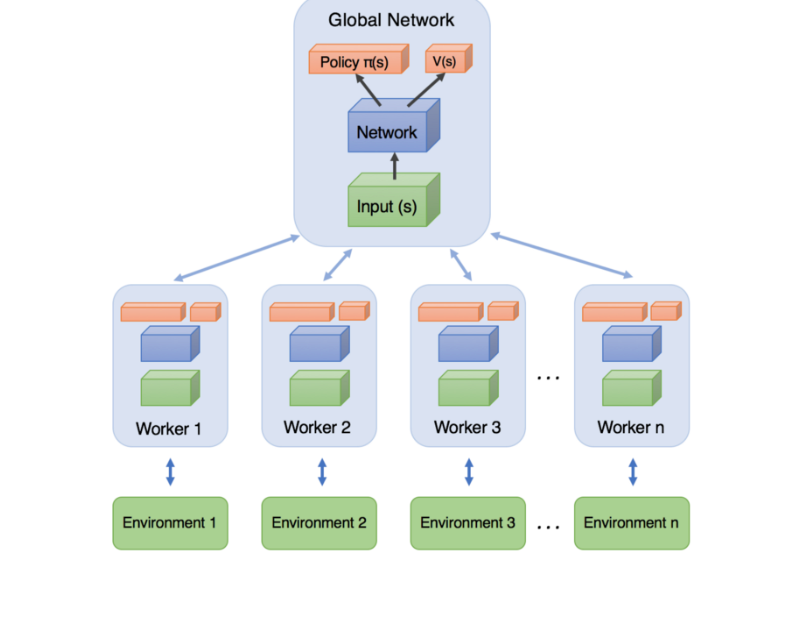 Global Network
Policy π(s)
V(s)
Network
Input (s)
Worker 1
Worker 2
Worker 3
...
Worker n
Environment 1
Environment 2
Environment 3
...
Environment n